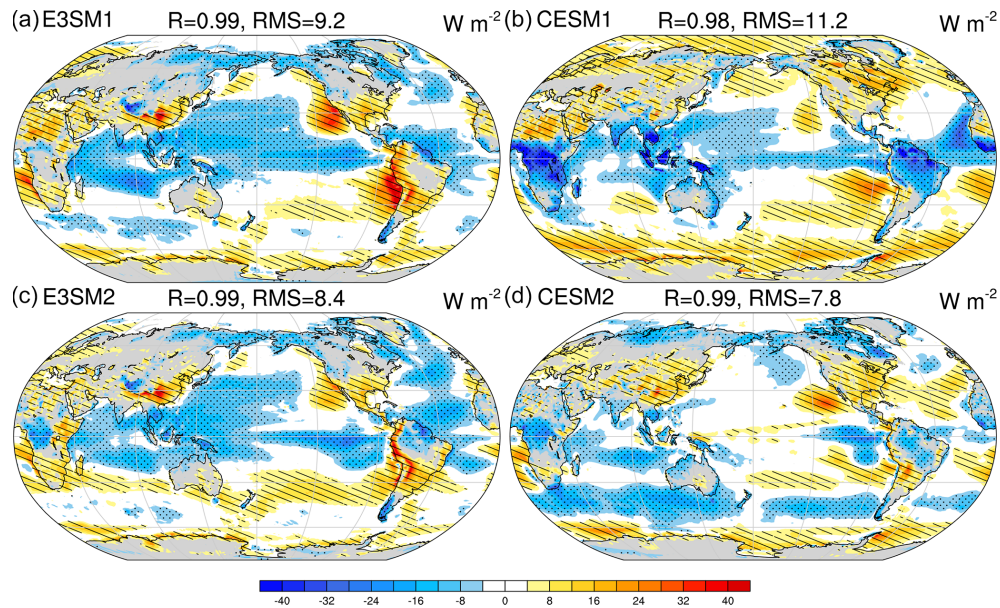 (a) E3SM1 R=0.99, RMS=9.2 W m-2
(b) CESM1 R=0.98, RMS=11.2 W m-2
(c) E3SM2 R=0.99, RMS=8.4 W m-2
(d) CESM2 R=0.99, RMS=7.8 W m-2
-40 -32 -24 -16 -8 0 8 16 24 32 40